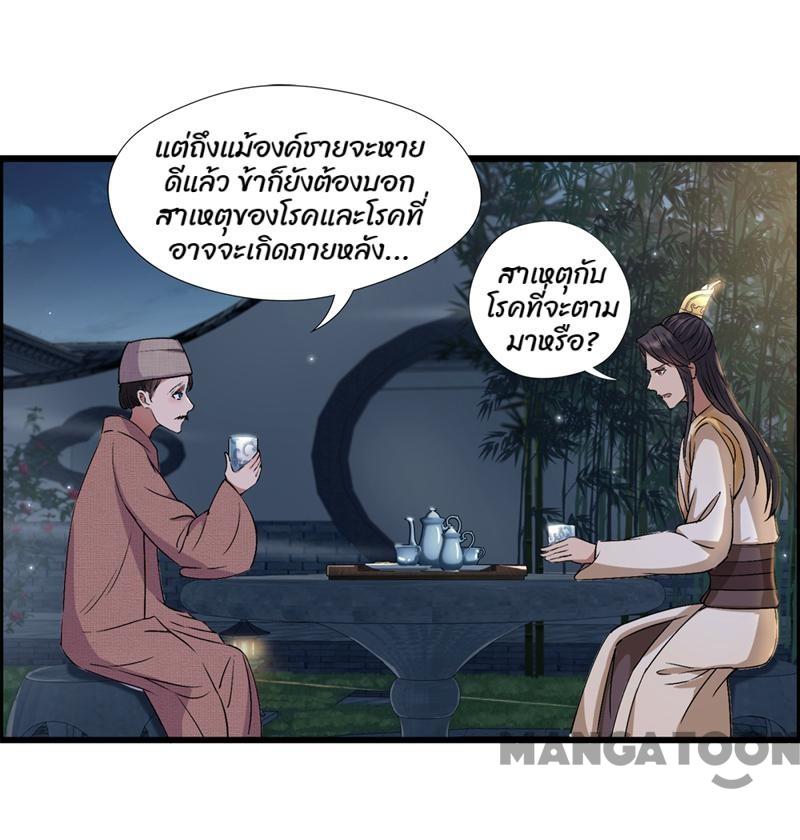 แต่ถึงแม้องค์ชายจะหาย
ดีแล้ว ข้าก็ยังต้องบอก
สาเหตุของโรคและโรคที่
อาจจะเกิดภายหลัง...
สาเหตุกับ
โรคที่จะตาม
มาหรือ?
MANGATOON